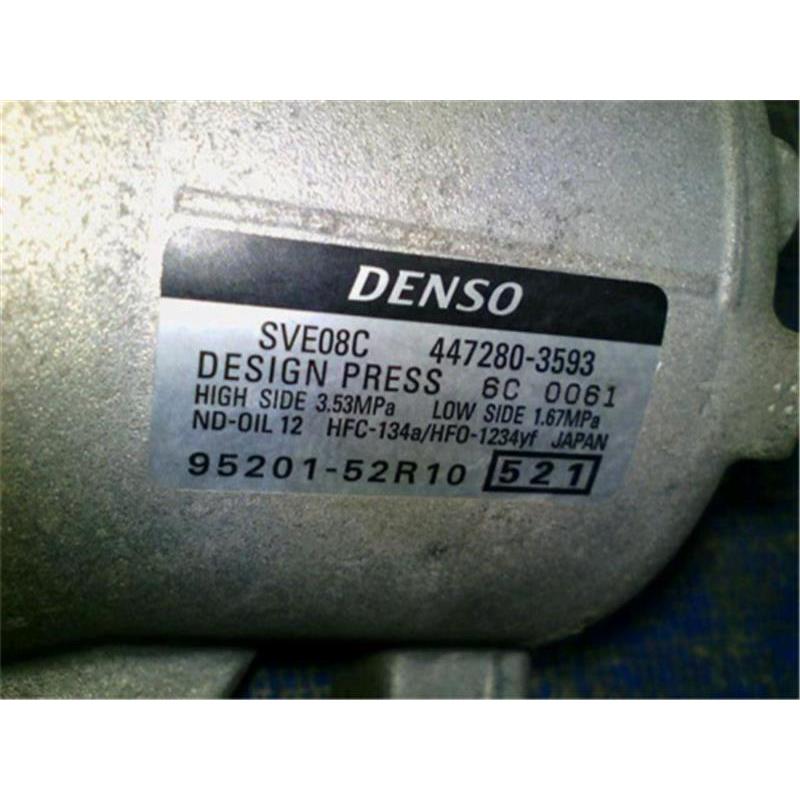 DENSO
SVE08C 447280-3593
DESIGN PRESS 6C 0061
HIGH SIDE 3.53MPa LOW SIDE 1.67MPa
ND-OIL 12 HFC-134a/HFO-1234yf JAPAN
95201-52R10 521